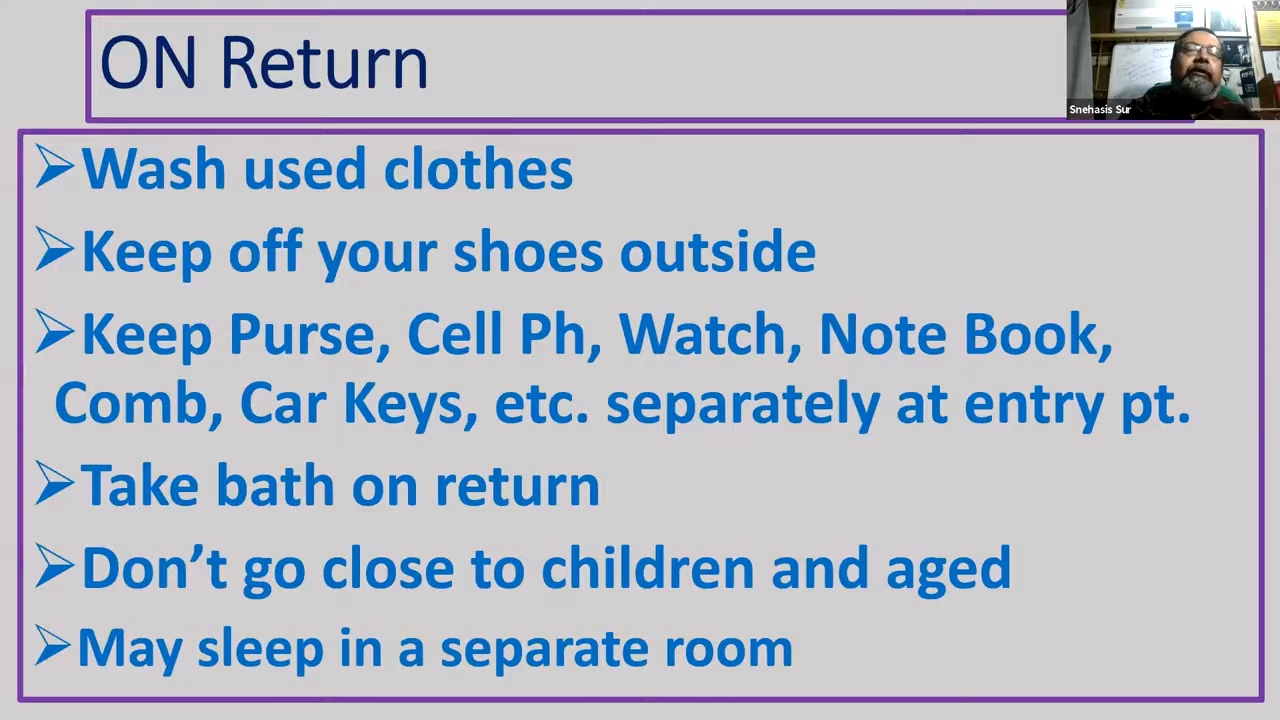 ON Return
Snehasis Sur
➢Wash used clothes
➢Keep off your shoes outside
➢Keep Purse, Cell Ph, Watch, Note Book,
Comb, Car Keys, etc. separately at entry pt.
➢Take bath on return
➢Don’t go close to children and aged
➢May sleep in a separate room